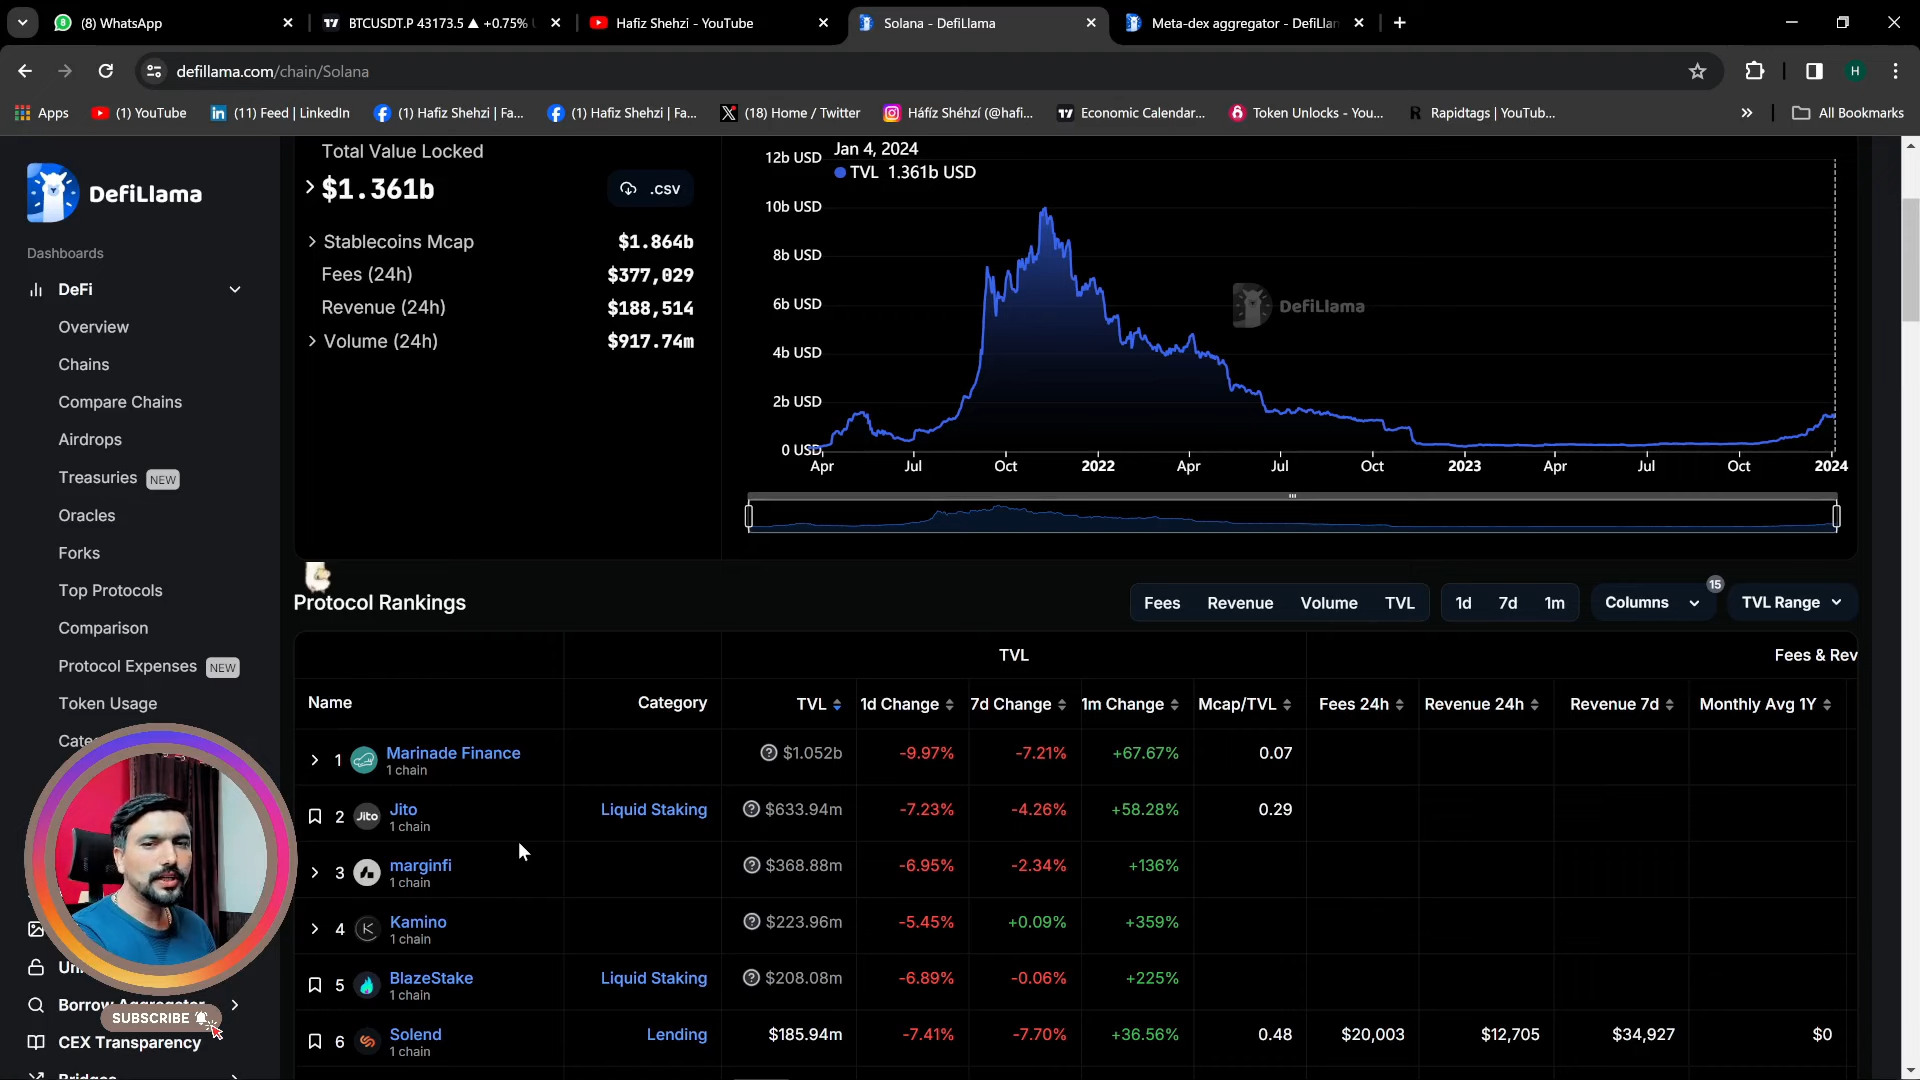 (8) WhatsApp
BTCUSDT.P 43173.5 ▲ +0.75%
Hafiz Shehzi - YouTube
Solana - DefiLlama
Meta-dex aggregator - DefiLlan
defillama.com/chain/Solana
H
Apps
(1) YouTube
(11) Feed | LinkedIn
(1) Hafiz Shehzi | Fa...
(1) Hafiz Shehzi | Fa...
(18) Home / Twitter
Háfíz Shéhzí (@hafi...
Economic Calendar...
Token Unlocks - You...
Rapidtags | YouTub...
All Bookmarks
DefiLlama
Dashboards
DeFi
Overview
Chains
Compare Chains
Airdrops
Treasuries NEW
Oracles
Forks
Top Protocols
Comparison
Protocol Expenses NEW
Token Usage
Cate
Borrow Aggregator
SUBSCRIBE
CEX Transparency
Bridges
Total Value Locked
$1.361b
.csv
Stablecoins Mcap $1.864b
Fees (24h) $377,029
Revenue (24h) $188,514
Volume (24h) $917.74m
Jan 4, 2024
TVL 1.361b USD
12b USD
10b USD
8b USD
6b USD
4b USD
2b USD
0 USD
DefiLlama
Apr Jul Oct 2022 Apr Jul Oct 2023 Apr Jul Oct 2024
Protocol Rankings
Fees Revenue Volume TVL
1d 7d 1m
Columns
15
TVL Range
TVL
Fees & Rev
Name Category TVL 1d Change 7d Change 1m Change Mcap/TVL Fees 24h Revenue 24h Revenue 7d Monthly Avg 1Y
1 Marinade Finance $1.052b -9.97% -7.21% +67.67% 0.07
1 chain
2 Jito Jito Liquid Staking $633.94m -7.23% -4.26% +58.28% 0.29
1 chain
3 marginfi $368.88m -6.95% -2.34% +136%
1 chain
4 Kamino $223.96m -5.45% +0.09% +359%
1 chain
5 BlazeStake Liquid Staking $208.08m -6.89% -0.06% +225%
1 chain
6 Solend Lending $185.94m -7.41% -7.70% +36.56% 0.48 $20,003 $12,705 $34,927 $0
1 chain